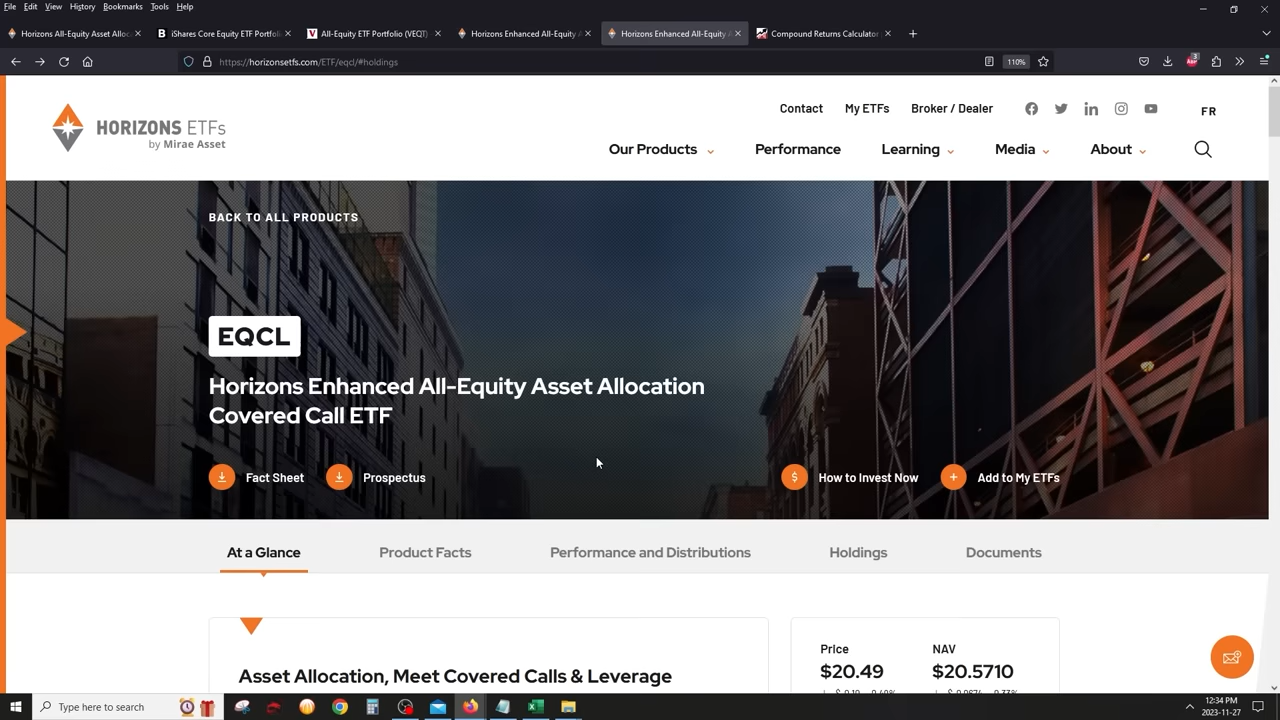 File Edit View History Bookmarks Tools Help
Horizons All-Equity Asset Alloc
iShares Core Equity ETF Portfoli
All-Equity ETF Portfolio (VEQT)
Horizons Enhanced All-Equity A
Horizons Enhanced All-Equity A
Compound Returns Calculator
https://horizonsetfs.com/ETF/eqcl/#holdings
110%
3
Contact My ETFs Broker / Dealer
FR
HORIZONS ETFs
by Mirae Asset
Our Products Performance Learning Media About
BACK TO ALL PRODUCTS
EQCL
Horizons Enhanced All-Equity Asset Allocation
Covered Call ETF
Fact Sheet Prospectus How to Invest Now Add to My ETFs
At a Glance Product Facts Performance and Distributions Holdings Documents
Asset Allocation, Meet Covered Calls & Leverage
Price NAV
$20.49 $20.5710
Type here to search
12:34 PM
2023-11-27